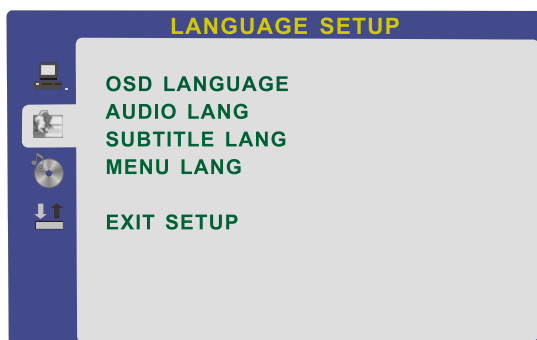 LANGUAGE SETUP
OSD LANGUAGE
AUDIO LANG
SUBTITLE LANG
MENU LANG
EXIT SETUP